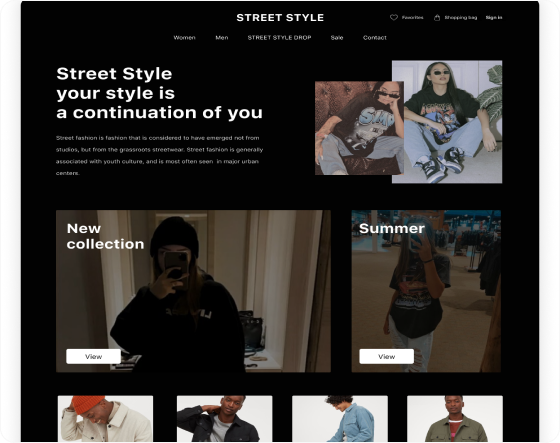 STREET STYLE
Favorites
Shopping bag
Sign in
Women
Men
STREET STYLE DROP
Sale
Contact
Street Style
your style is
a continuation of you
Street fashion is fashion that is considered to have emerged not from
studios, but from the grassroots streetwear. Street fashion is generally
associated with youth culture, and is most often seen in major urban
centers.
New
collection
View
Summer
View